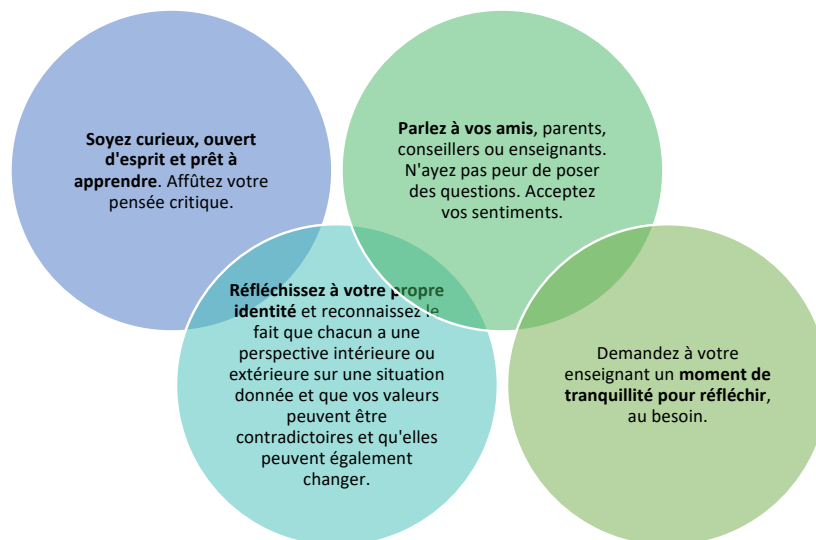 Soyez curieux, ouvert
d'esprit et prêt à
apprendre. Affûtez votre
pensée critique.
Parlez à vos amis, parents,
conseillers ou enseignants.
N'ayez pas peur de poser
des questions. Acceptez
vos sentiments.
Réfléchissez à votre propre
identité et reconnaissez le
fait que chacun a une
perspective intérieure ou
extérieure sur une situation
donnée et que vos valeurs
peuvent être
contradictoires et qu'elles
peuvent également
changer.
Demandez à votre
enseignant un moment de
tranquillité pour réfléchir,
au besoin.